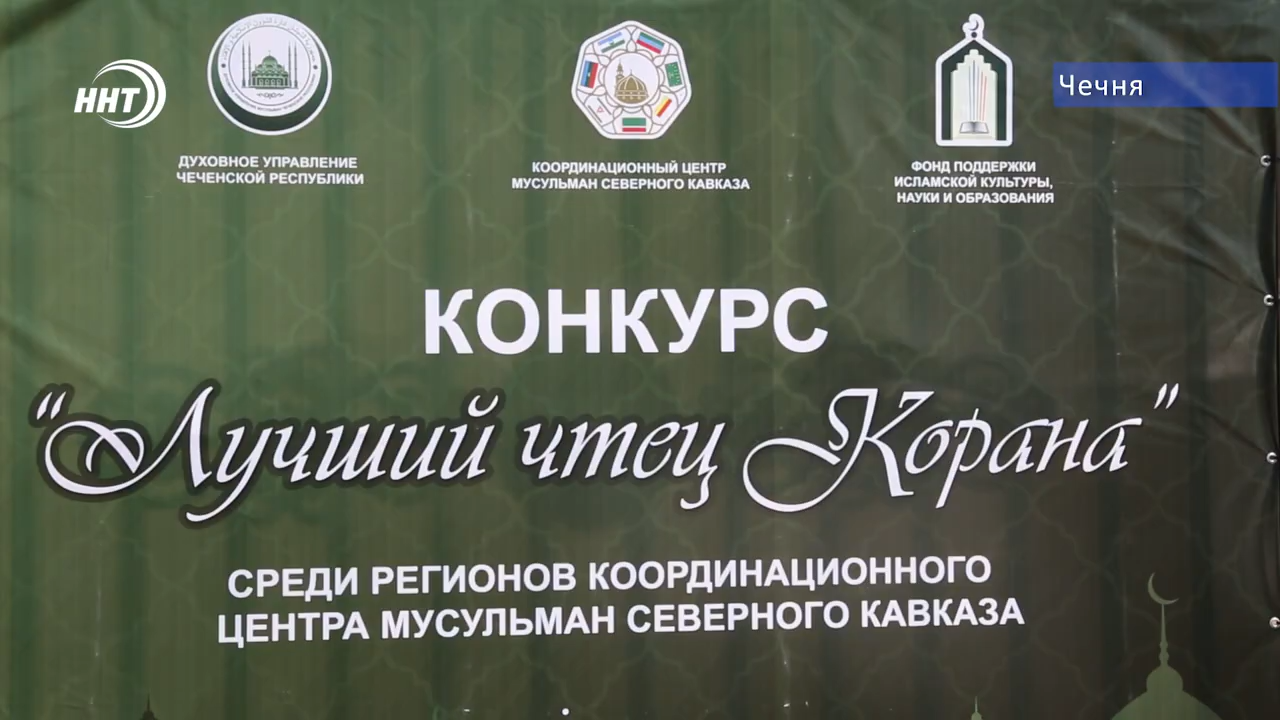 ННТ
Чечня
ДУХОВНОЕ УПРАВЛЕНИЕ
ЧЕЧЕНСКОЙ РЕСПУБЛИКИ
КООРДИНАЦИОННЫЙ ЦЕНТР
МУСУЛЬМАН СЕВЕРНОГО КАВКАЗА
ФОНД ПОДДЕРЖКИ
ИСЛАМСКОЙ КУЛЬТУРЫ,
НАУКИ И ОБРАЗОВАНИЯ
КОНКУРС
"Лучший чтец Корана"
СРЕДИ РЕГИОНОВ КООРДИНАЦИОННОГО
ЦЕНТРА МУСУЛЬМАН СЕВЕРНОГО КАВКАЗА